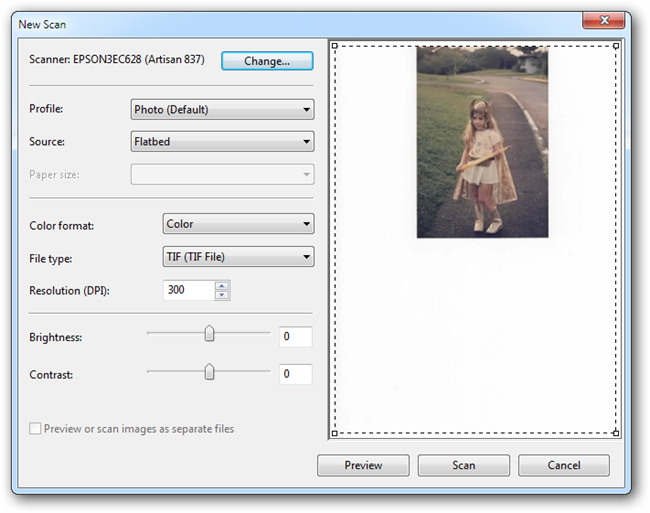 New Scan
Scanner: EPSON3EC628 (Artisan 837)
Change...
Profile:
Photo (Default)
Source:
Flatbed
Paper size:
Color format:
Color
File type:
TIF (TIF File)
Resolution (DPI):
300
Brightness:
0
Contrast:
0
Preview or scan images as separate files
Preview
Scan
Cancel